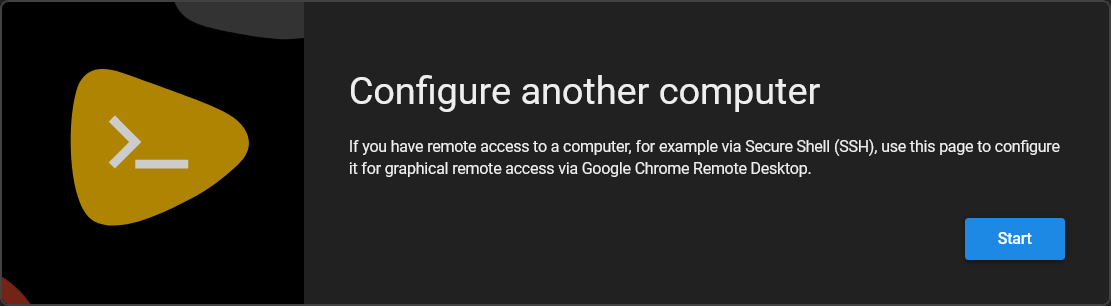 Configure another computer
If you have remote access to a computer, for example via Secure Shell (SSH), use this page to configure
it for graphical remote access via Google Chrome Remote Desktop.
Start